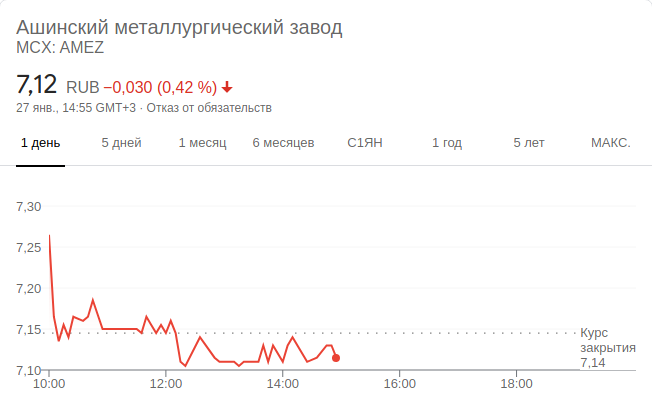 Ашинский металлургический завод
MCX: AMEZ
7,12 RUB −0,030 (0,42 %)
27 янв., 14:55 GMT+3 · Отказ от обязательств
1 день 5 дней 1 месяц 6 месяцев С1ЯН 1 год 5 лет МАКС.
7,30
7,25
7,20
7,15
7,10
Курс
закрытия
7,14
10:00 12:00 14:00 16:00 18:00